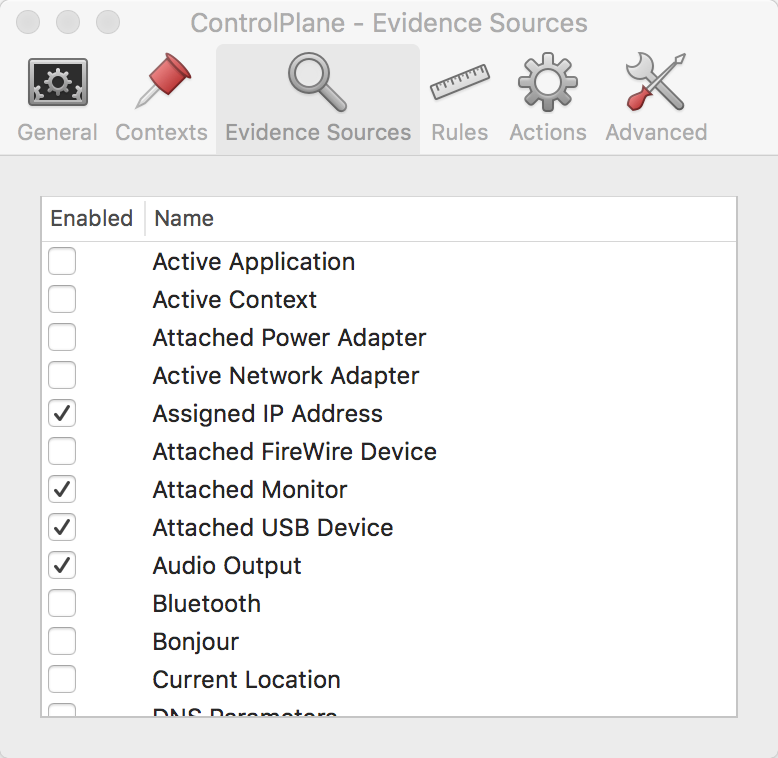 ControlPlane - Evidence Sources
General Contexts Evidence Sources Rules Actions Advanced
Enabled Name
Active Application
Active Context
Attached Power Adapter
Active Network Adapter
Assigned IP Address
Attached FireWire Device
Attached Monitor
Attached USB Device
Audio Output
Bluetooth
Bonjour
Current Location
DNS Parameters